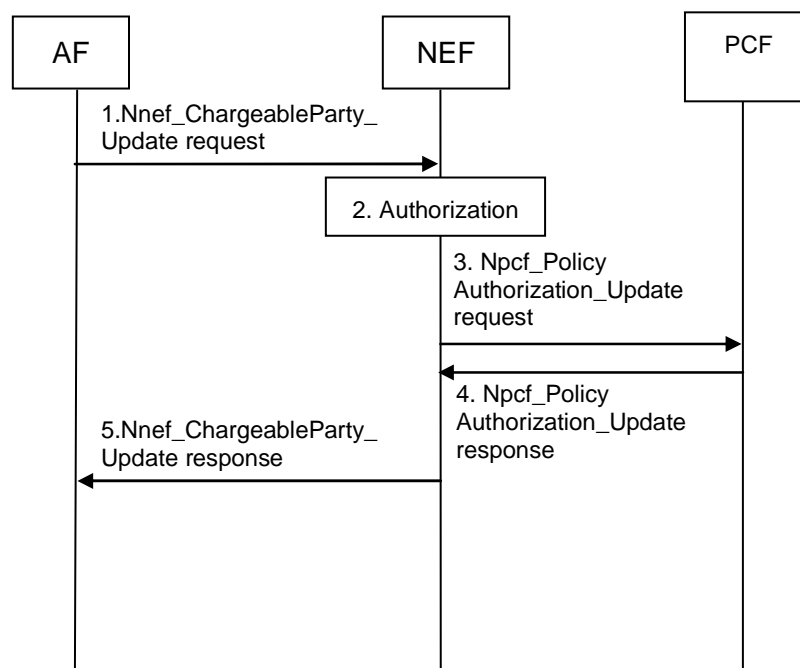 AF
NEF
PCF
1.Nnef_ChargeableParty_
Update request
2. Authorization
3. Npcf_Policy
Authorization_Update
request
4. Npcf_Policy
Authorization_Update
response
5.Nnef_ChargeableParty_
Update response